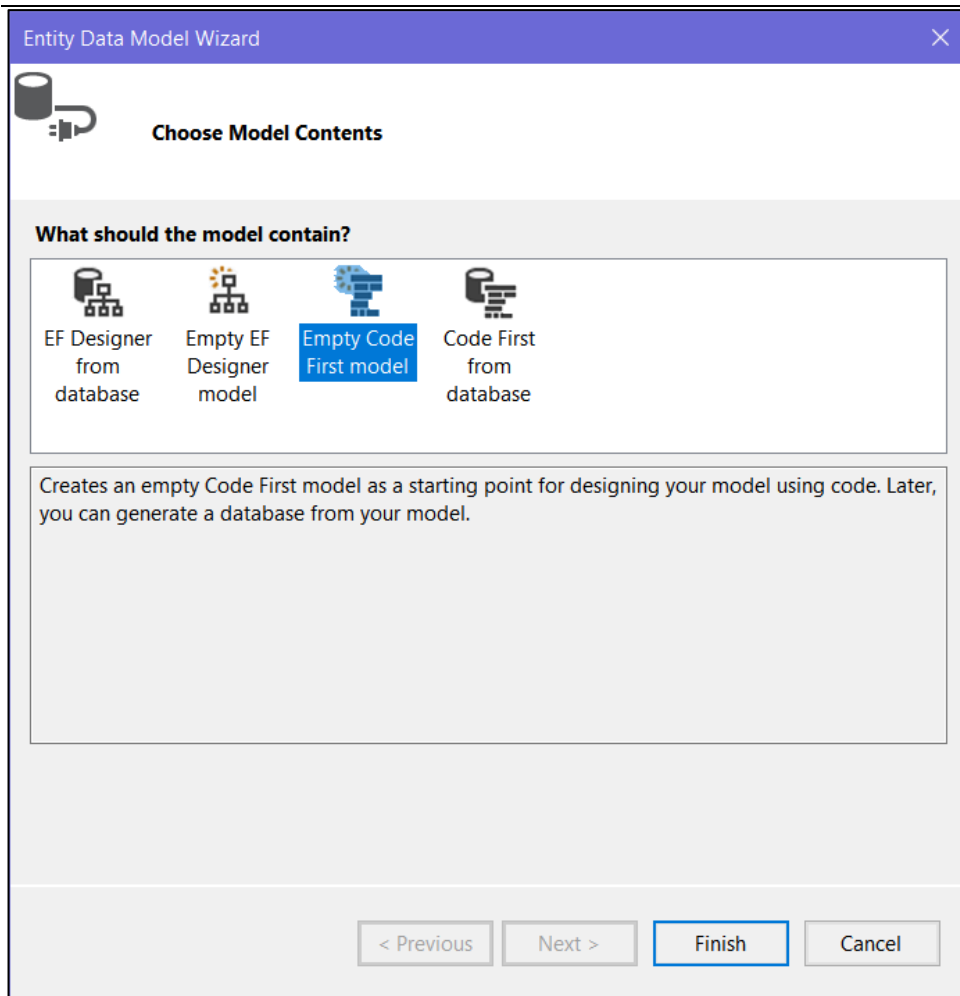 Entity Data Model Wizard
Choose Model Contents
What should the model contain?
EF Designer
from
database
Empty EF
Designer
model
Empty Code
First model
Code First
from
database
Creates an empty Code First model as a starting point for designing your model using code. Later,
you can generate a database from your model.
< Previous
Next >
Finish
Cancel